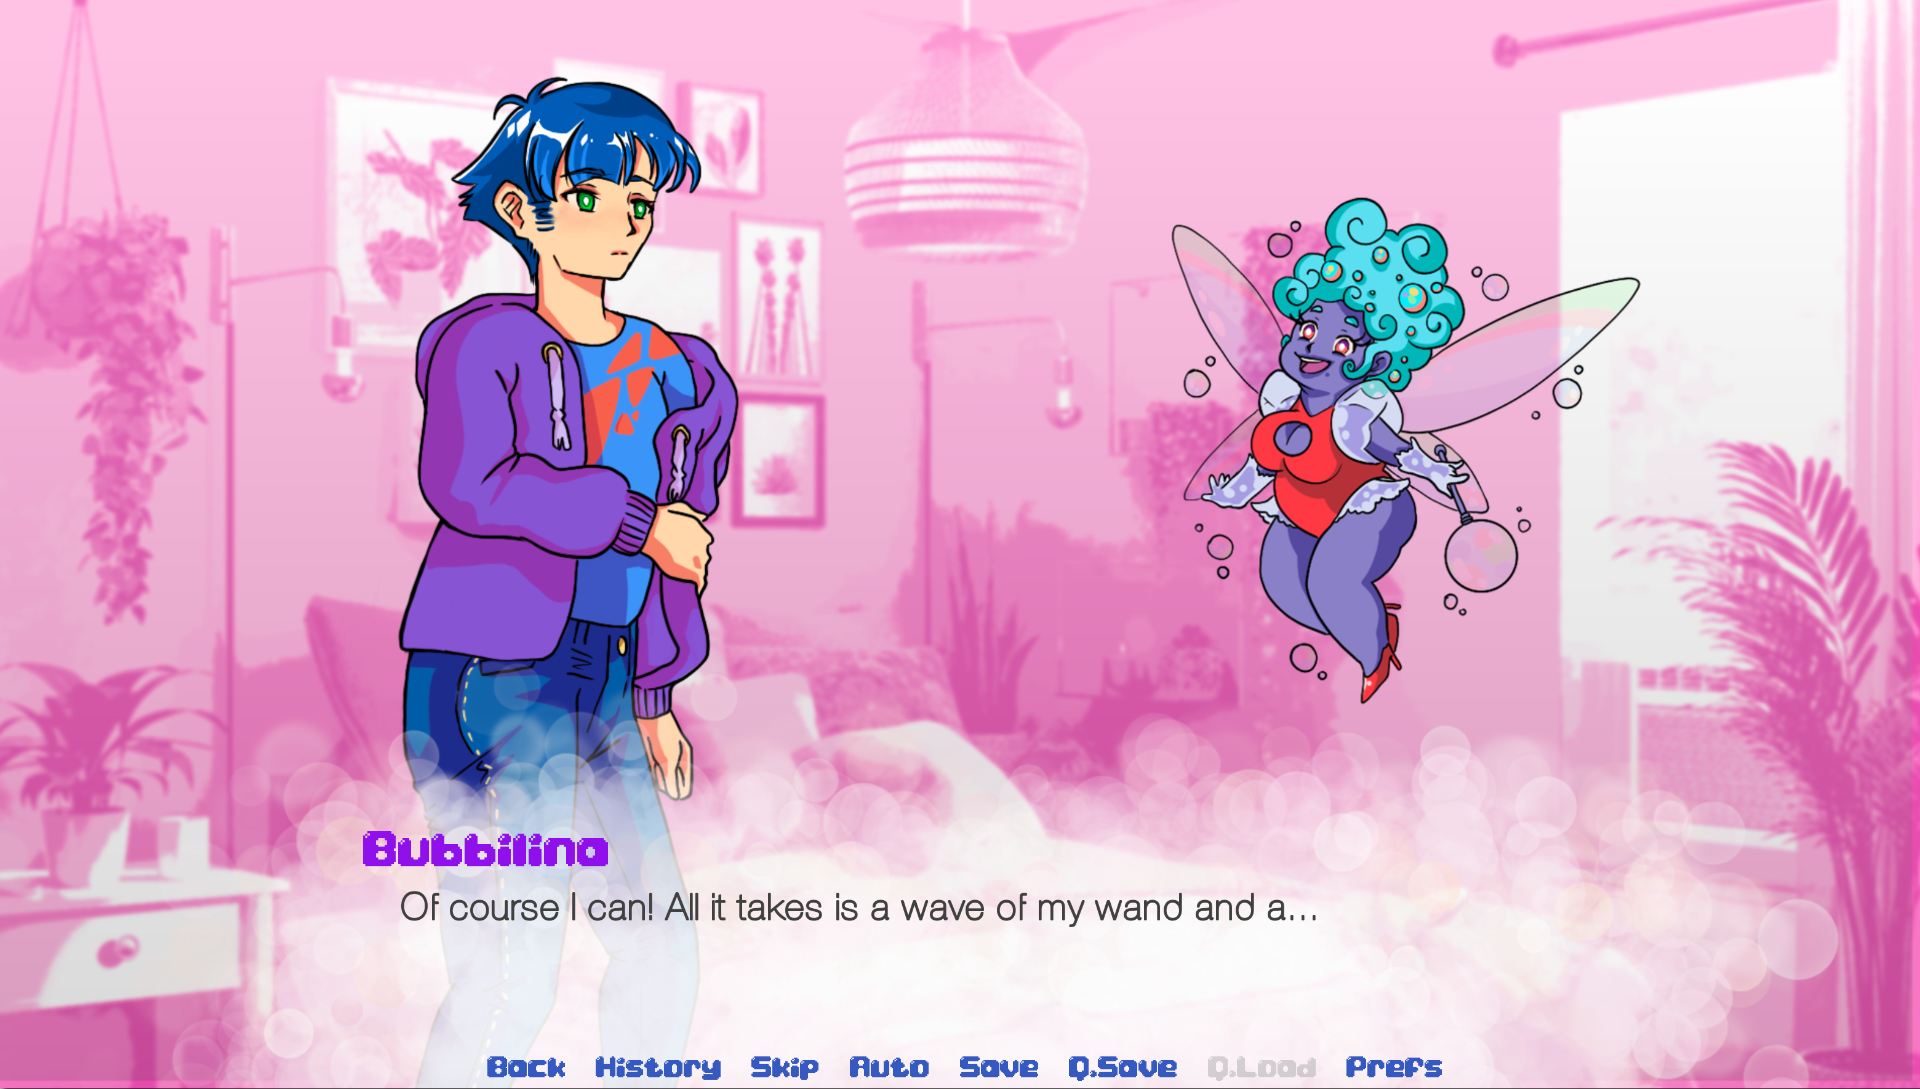 Bubbilina
Of course I can! All it takes is a wave of my wand and a...
Back History Skip Auto Save Q.Save Q.Load Prefs